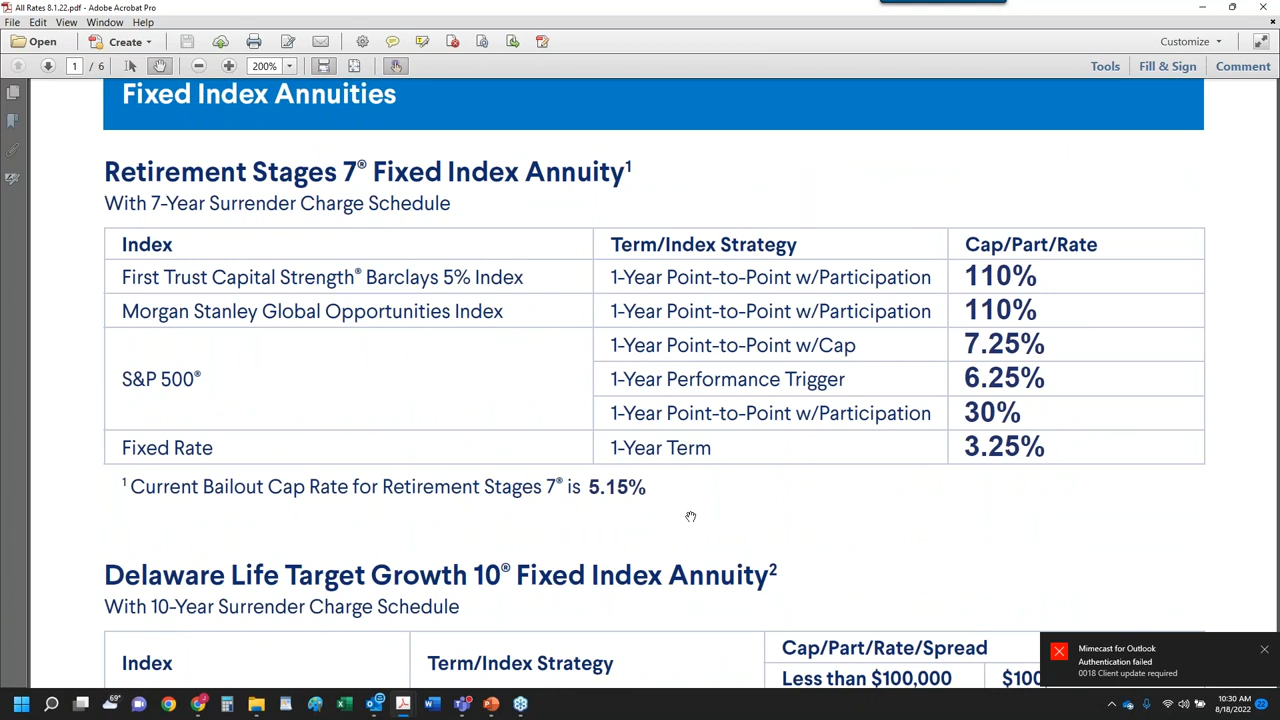 All Rates 8.1.22.pdf - Adobe Acrobat Pro
File Edit View Window Help
Open Create Customize
1 / 6 200% Tools Fill & Sign Comment
Fixed Index Annuities
Retirement Stages 7® Fixed Index Annuity1
With 7-Year Surrender Charge Schedule
Index Term/Index Strategy Cap/Part/Rate
First Trust Capital Strength® Barclays 5% Index 1-Year Point-to-Point w/Participation 110%
Morgan Stanley Global Opportunities Index 1-Year Point-to-Point w/Participation 110%
1-Year Point-to-Point w/Cap 7.25%
S&P 500® 1-Year Performance Trigger 6.25%
1-Year Point-to-Point w/Participation 30%
Fixed Rate 1-Year Term 3.25%
1 Current Bailout Cap Rate for Retirement Stages 7® is 5.15%
Delaware Life Target Growth 10® Fixed Index Annuity2
With 10-Year Surrender Charge Schedule
Cap/Part/Rate/Spread
Index Term/Index Strategy
Less than $100,000 $100
Mimecast for Outlook
Authentication failed
0018 Client update required
69°
10:30 AM
8/18/2022
22